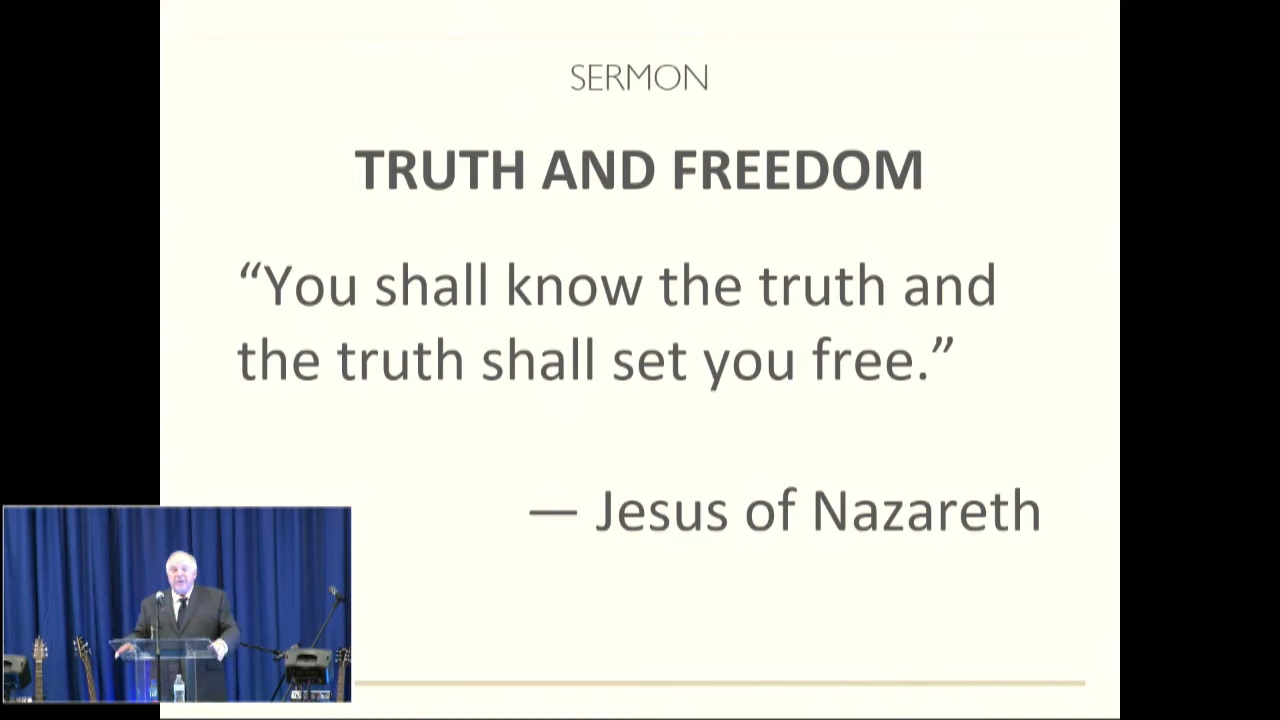 SERMON
TRUTH AND FREEDOM
“You shall know the truth and
the truth shall set you free.”
— Jesus of Nazareth